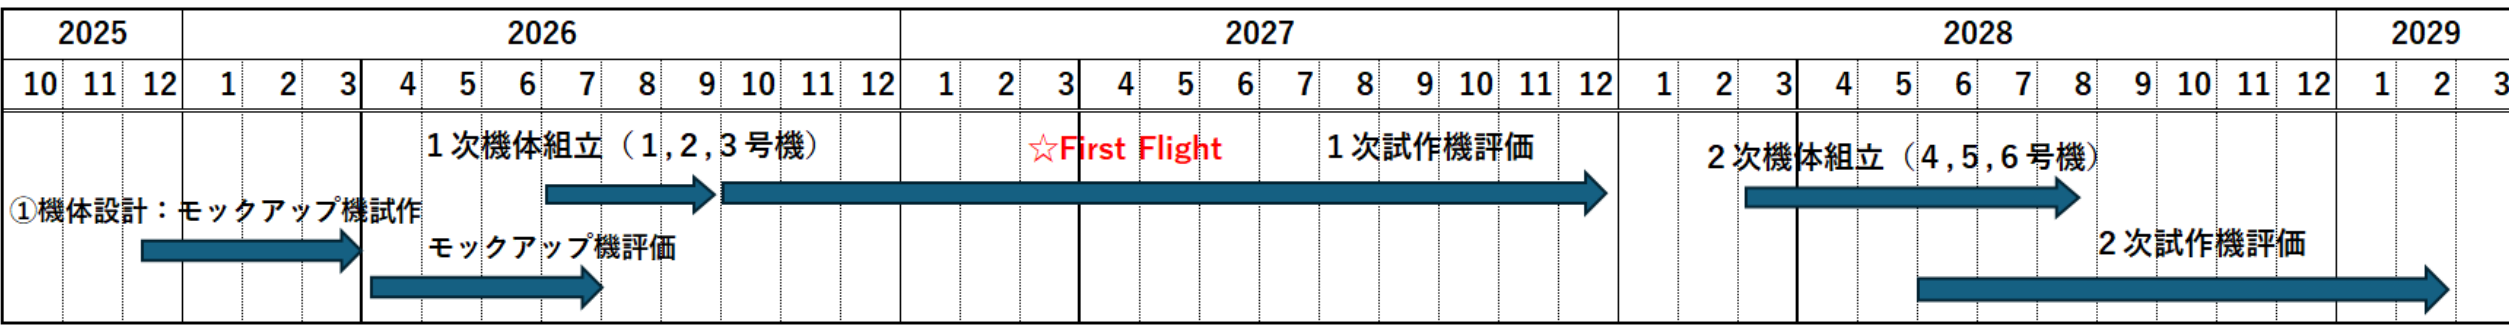 2025 2026 2027 2028 2029
10 11 12 1 2 3 4 5 6 7 8 9 10 11 12 1 2 3 4 5 6 7 8 9 10 11 12 1 2 3 4 5 6 7 8 9 10 11 12 1 2 3
1次機体組立（1,2,3号機） ☆First Flight 1次試作機評価 2次機体組立（4,5,6号機）
①機体設計：モックアップ機試作
モックアップ機評価 2次試作機評価